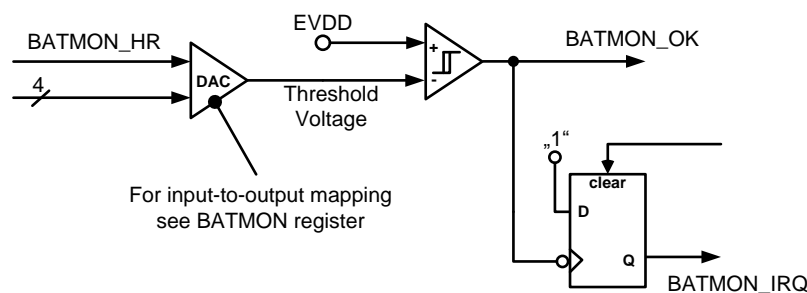 EVDD
BATMON_HR
BATMON_OK
+
DAC
-
4
Threshold
Voltage
„1“
clear
For input-to-output mapping
see BATMON register
D
Q
BATMON_IRQ